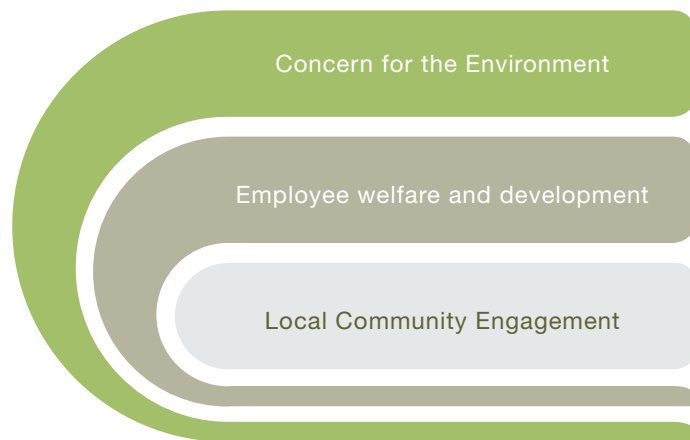 Concern for the Environment
Employee welfare and development
Local Community Engagement